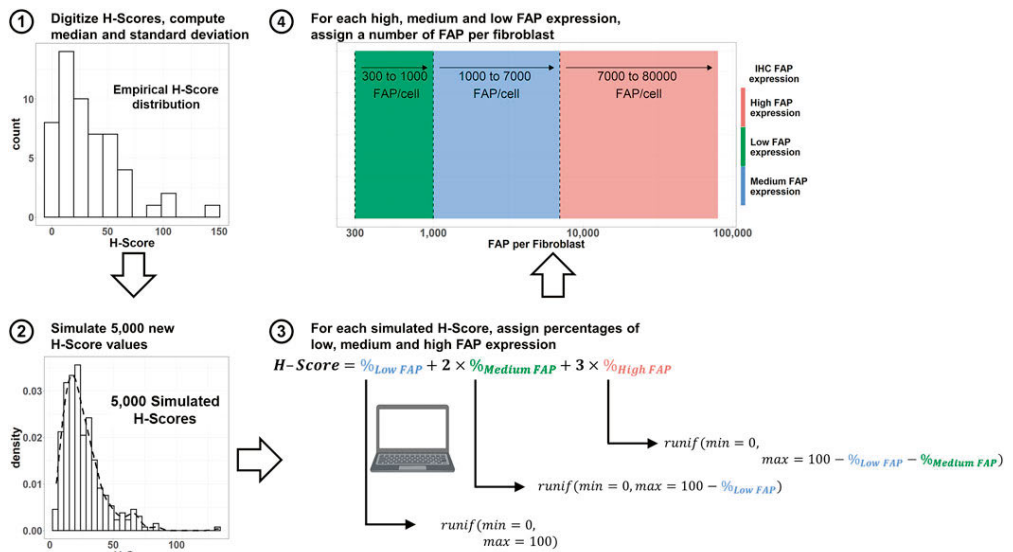 1 Digitize H-Scores, compute
median and standard deviation
Empirical H-Score
distribution
count
10
5
0
0 50 100 150
H-Score
4 For each high, medium and low FAP expression,
assign a number of FAP per fibroblast
300 to 1000
FAP/cell
1000 to 7000
FAP/cell
7000 to 80000
FAP/cell
300 1,000 10,000 100,000
FAP per Fibroblast
IHC FAP
expression
High FAP
expression
Low FAP
expression
Medium FAP
expression
2 Simulate 5,000 new
H-Score values
5,000 Simulated
H-Scores
density
0.03
0.02
0.01
0.00
0 50 100
3 For each simulated H-Score, assign percentages of
low, medium and high FAP expression
H-Score = %Low FAP + 2 × %Medium FAP + 3 × %High FAP
runif(min = 0,
max = 100 − %Low FAP − %Medium FAP)
runif(min = 0, max = 100 − %Low FAP)
runif(min = 0,
max = 100)